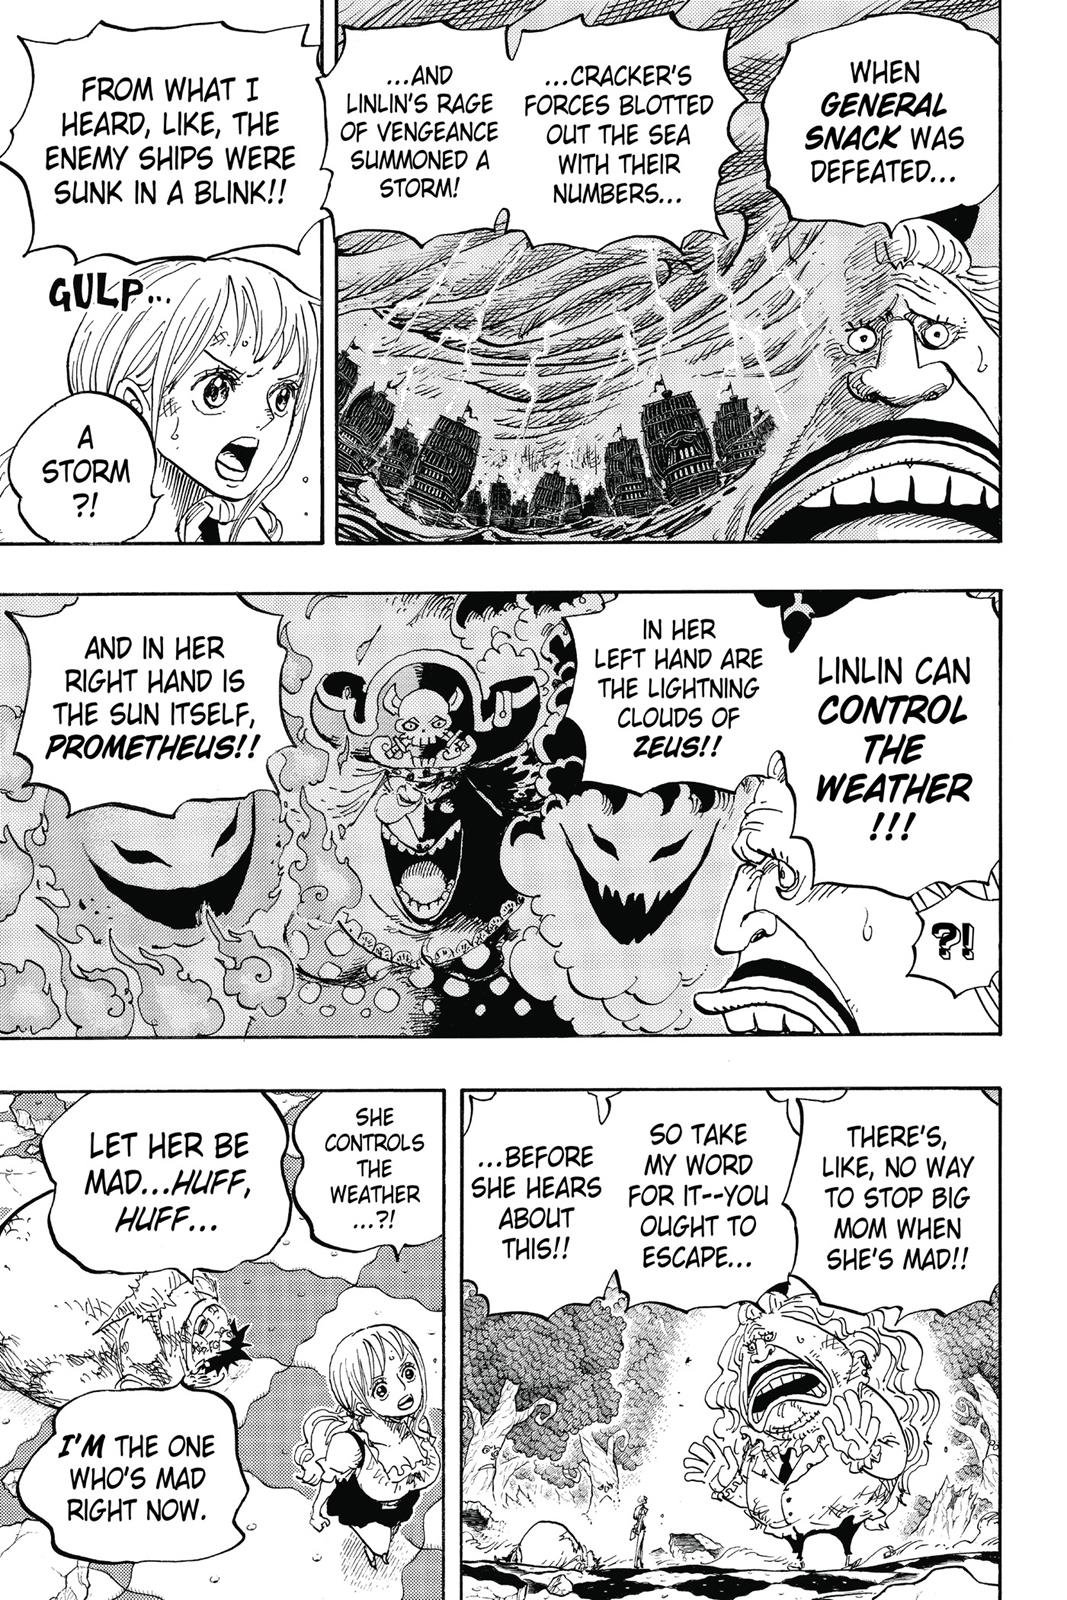 WHEN
GENERAL
SNACK WAS
DEFEATED...
...CRACKER'S
FORCES BLOTTED
OUT THE SEA
WITH THEIR
NUMBERS...
...AND
LINLIN'S RAGE
OF VENGEANCE
SUMMONED A
STORM!
FROM WHAT I
HEARD, LIKE, THE
ENEMY SHIPS WERE
SUNK IN A BLINK!!
GULP...
A
STORM
?!
LINLIN CAN
CONTROL
THE
WEATHER
!!!
?!
IN HER
LEFT HAND ARE
THE LIGHTNING
CLOUDS OF
ZEUS!!
AND IN HER
RIGHT HAND IS
THE SUN ITSELF,
PROMETHEUS!!
THERE'S,
LIKE, NO WAY
TO STOP BIG
MOM WHEN
SHE'S MAD!!
SO TAKE
MY WORD
FOR IT--YOU
OUGHT TO
ESCAPE...
...BEFORE
SHE HEARS
ABOUT
THIS!!
SHE
CONTROLS
THE
WEATHER
...?!
LET HER BE
MAD...HUFF,
HUFF...
I'M THE ONE
WHO'S MAD
RIGHT NOW.